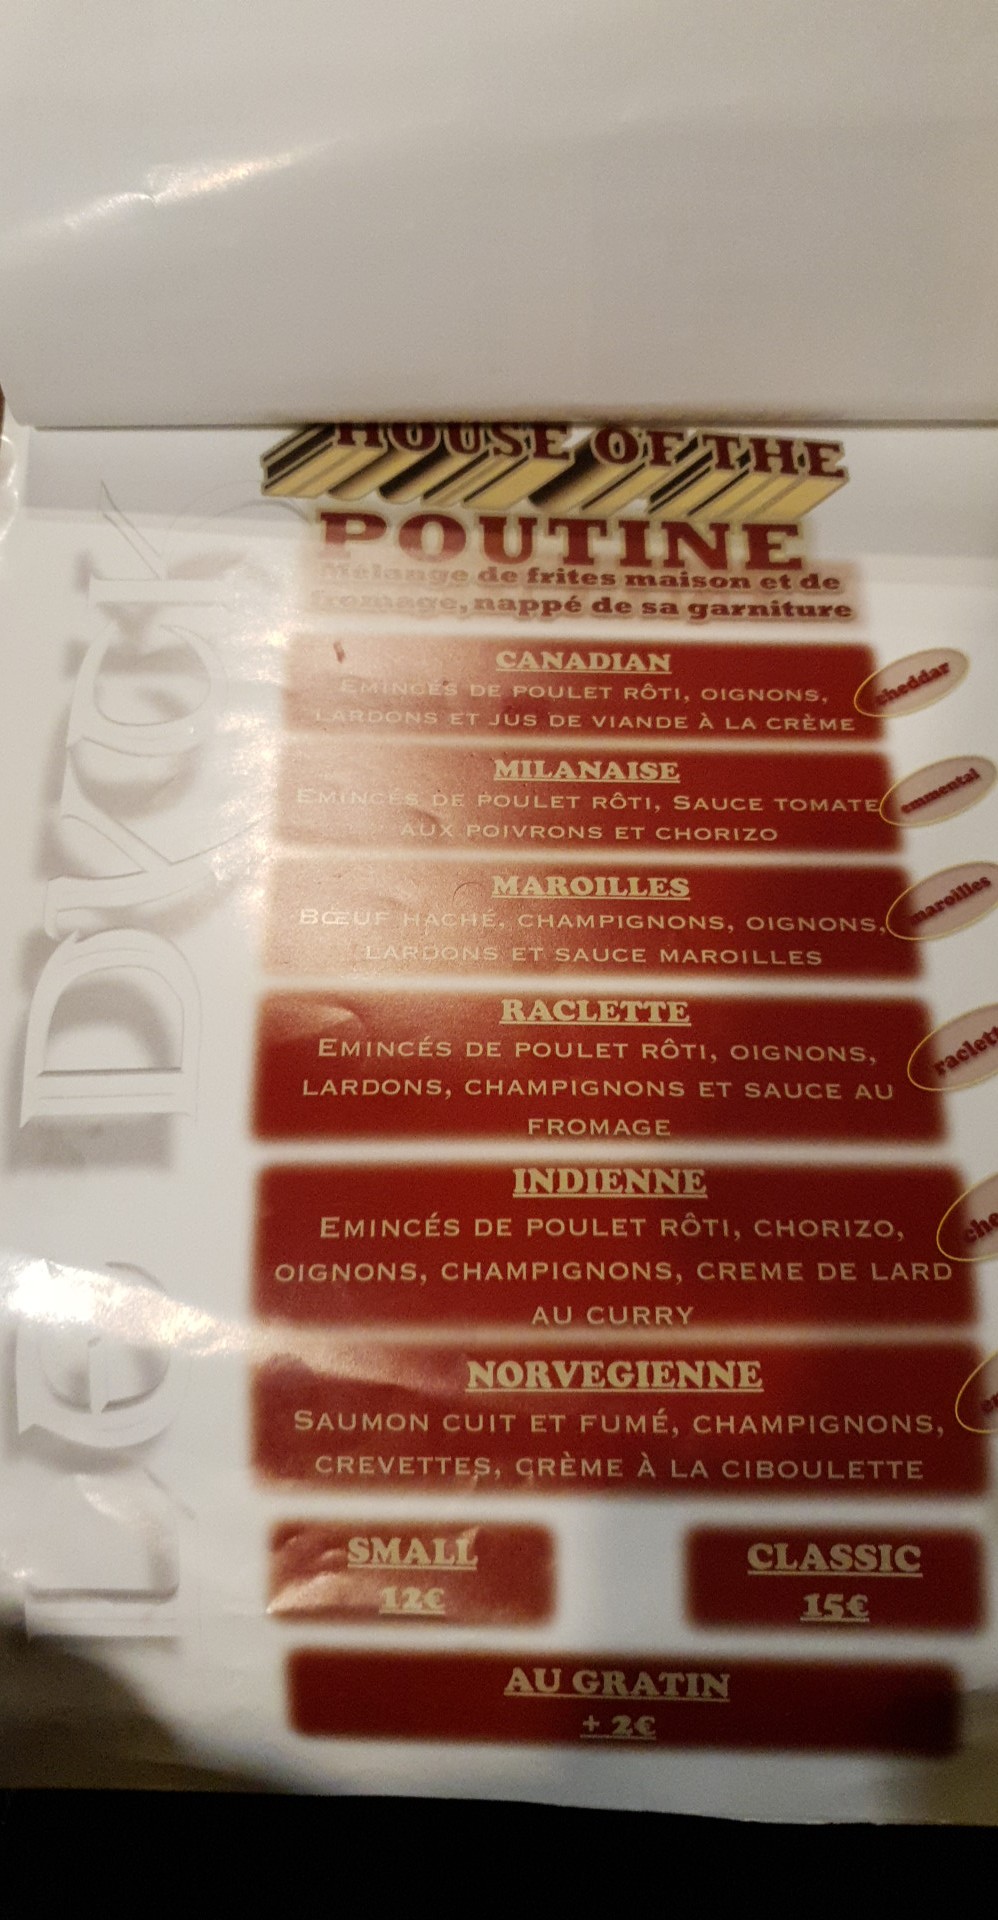 HOUSE OF THE
POUTINE
Mélange de frites maison et de
fromage, nappé de sa garniture
CANADIAN
cheddar
EMINCÉS DE POULET RÔTI, OIGNONS,
LARDONS ET JUS DE VIANDE À LA CRÈME
MILANAISE
emmental
EMINCÉS DE POULET RÔTI, SAUCE TOMATE
AUX POIVRONS ET CHORIZO
MAROILLES
maroilles
BŒUF HACHÉ, CHAMPIGNONS, OIGNONS,
LARDONS ET SAUCE MAROILLES
RACLETTE
raclett
EMINCÉS DE POULET RÔTI, OIGNONS,
LARDONS, CHAMPIGNONS ET SAUCE AU
FROMAGE
INDIENNE
EMINCÉS DE POULET RÔTI, CHORIZO,
OIGNONS, CHAMPIGNONS, CREME DE LARD
AU CURRY
NORVEGIENNE
SAUMON CUIT ET FUMÉ, CHAMPIGNONS,
CREVETTES, CRÈME À LA CIBOULETTE
SMALL
12€
CLASSIC
15€
AU GRATIN
+ 2€